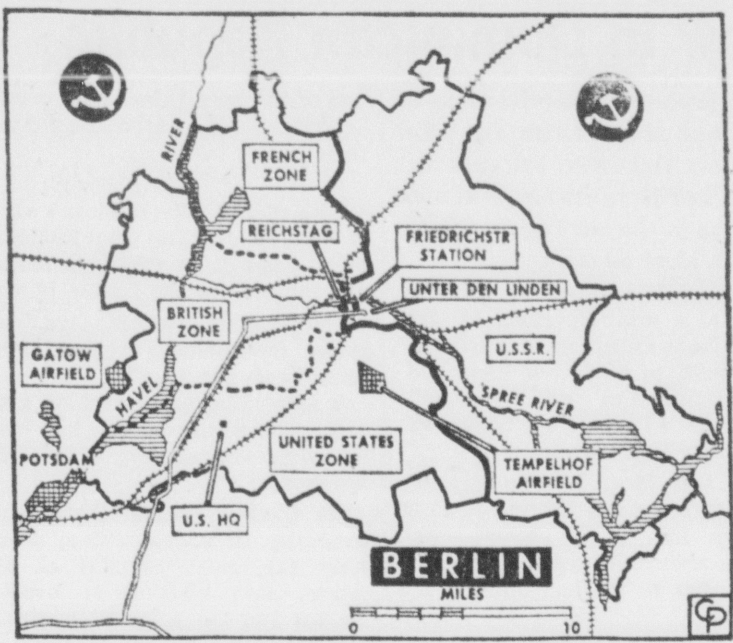 RIVER
FRENCH
ZONE
REICHSTAG
FRIEDRICHSTR
STATION
UNTER DEN LINDEN
BRITISH
ZONE
U.S.S.R.
GATOW
AIRFIELD
HAVEL
SPREE RIVER
POTSDAM
UNITED STATES
ZONE
TEMPELHOF
AIRFIELD
U.S. HQ
BERLIN
MILES
0 10
CP